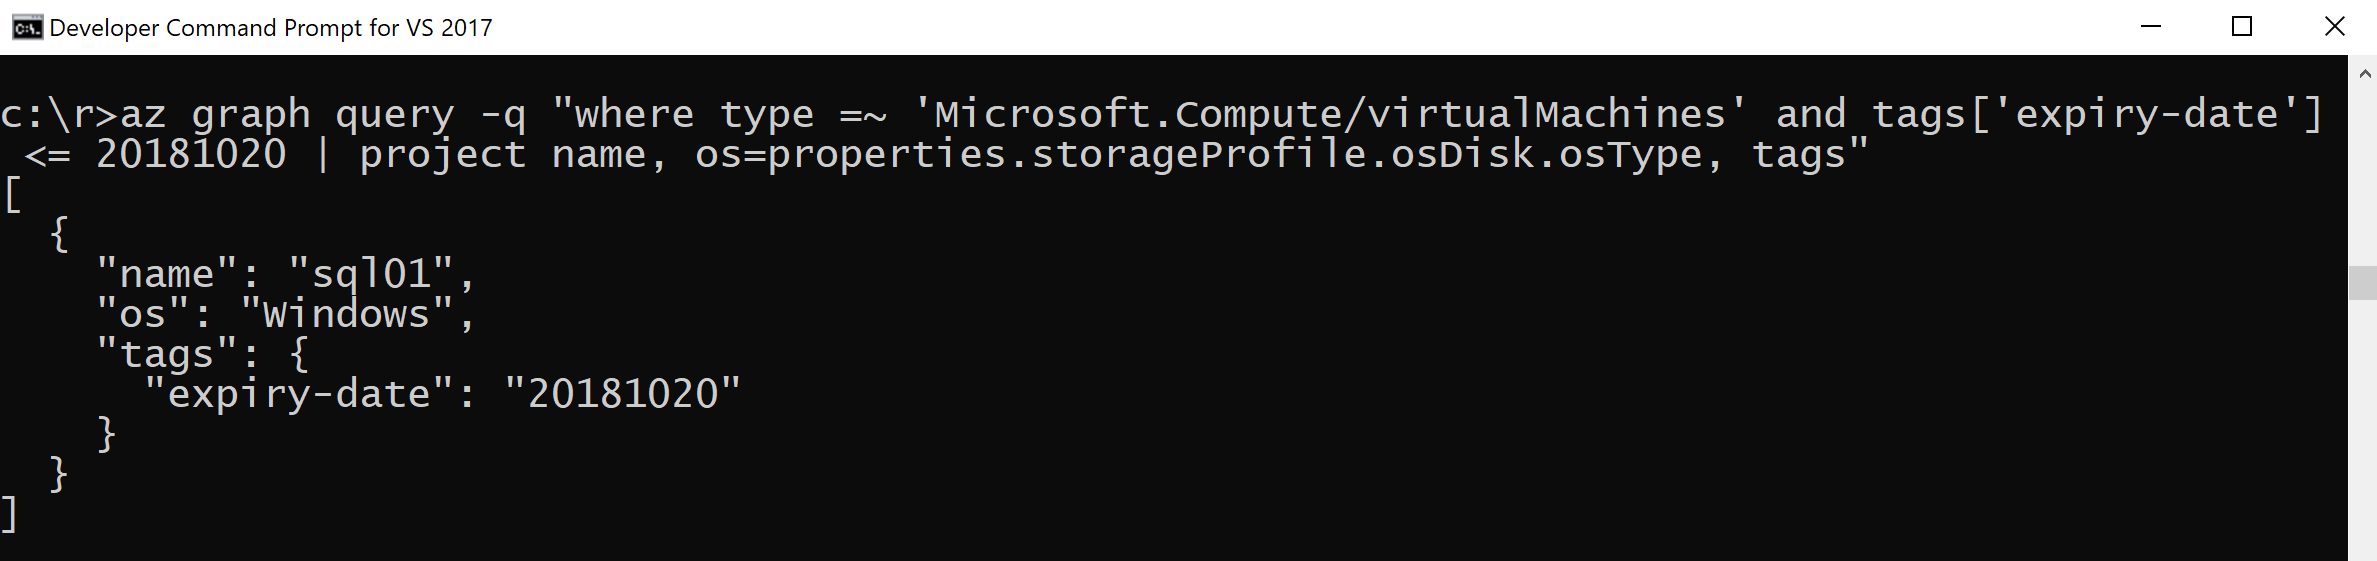 Developer Command Prompt for VS 2017
c:\r>az graph query -q "where type =~ 'Microsoft.Compute/virtualMachines' and tags['expiry-date']
 <= 20181020 | project name, os=properties.storageProfile.osDisk.osType, tags"
[
  {
    "name": "sql01",
    "os": "Windows",
    "tags": {
      "expiry-date": "20181020"
    }
  }
]